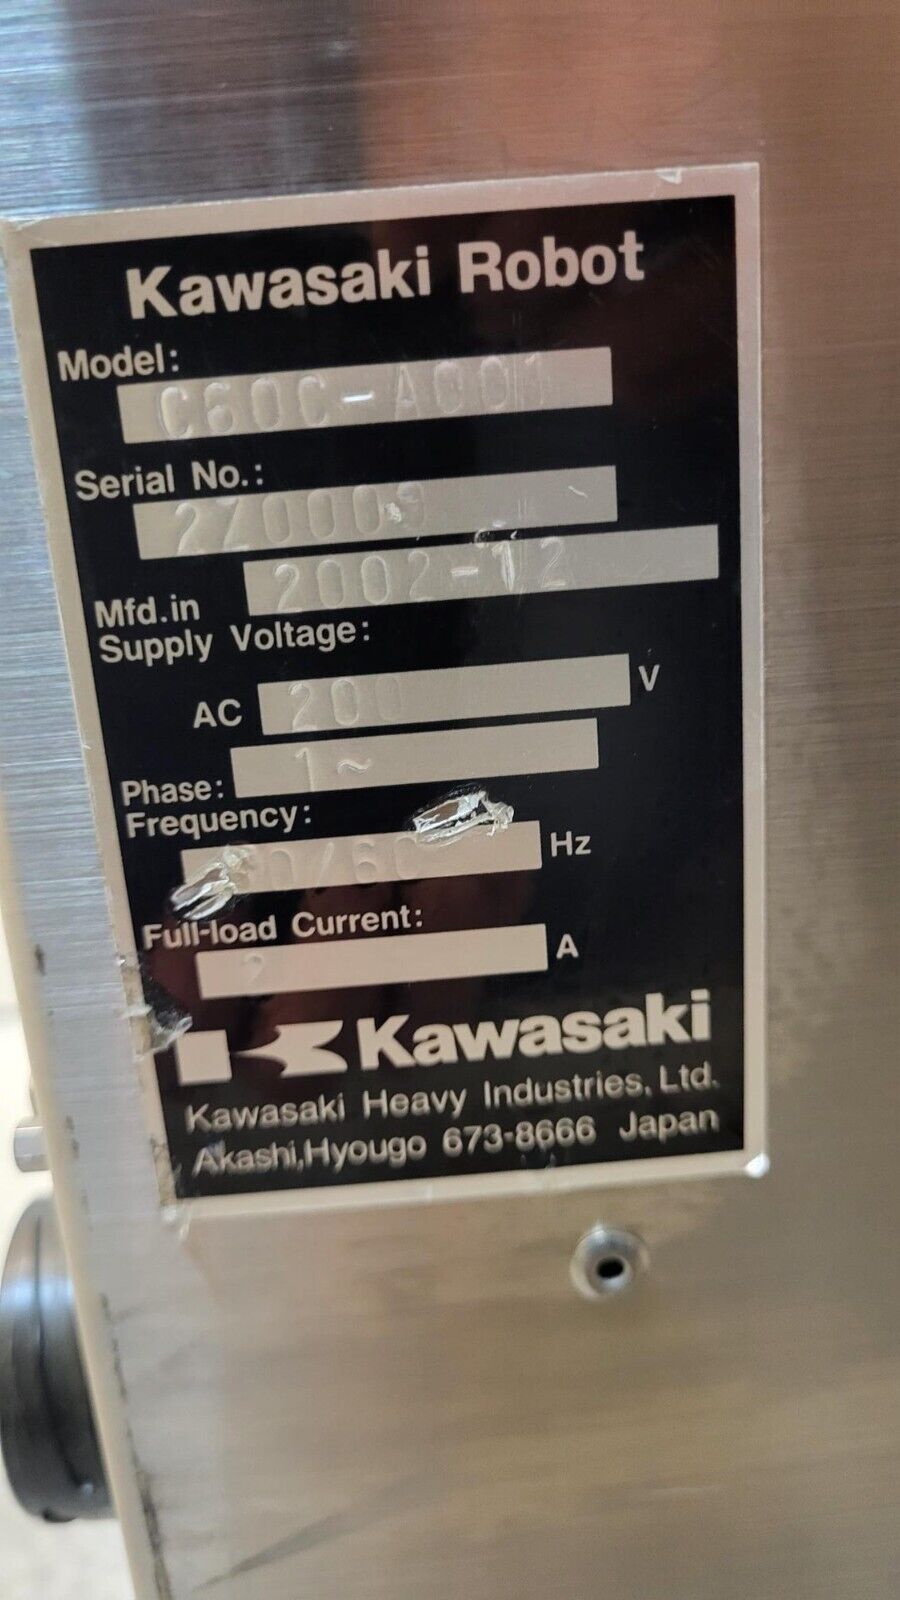 Kawasaki Robot
Model:
C60C-A001
Serial No.:
2Z0009
Mfd.in 2002-12
Supply Voltage:
AC 200 V
Phase: 1~
Frequency:
Hz
Full-load Current:
2 A
Kawasaki
Kawasaki Heavy Industries, Ltd.
Akashi,Hyougo 673-8666 Japan